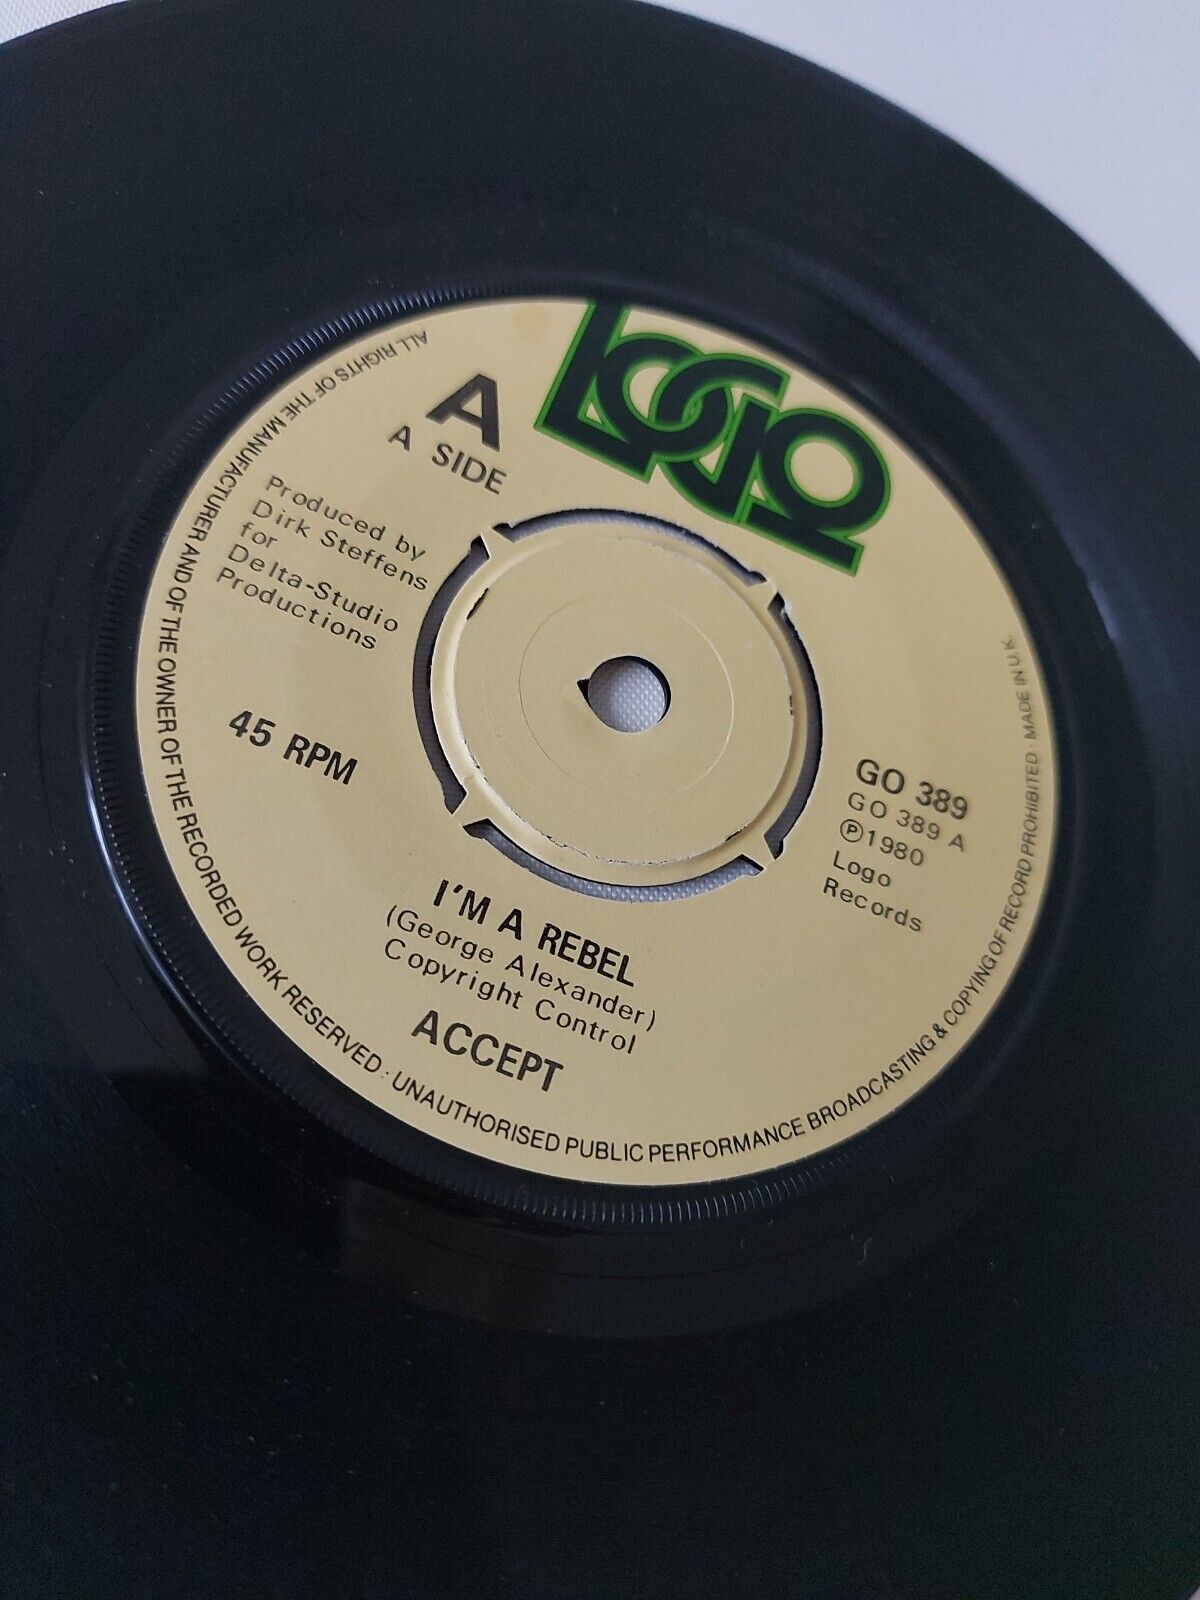 LOGO
A
A SIDE
Produced by
Dirk Steffens
for
Delta-Studio
Productions
45 RPM
GO 389
GO 389 A
Ⓟ1980
Logo
Records
I'M A REBEL
(George Alexander)
Copyright Control
ACCEPT
ALL RIGHTS OF THE MANUFACTURER AND OF THE OWNER OF THE RECORDED WORK RESERVED · UNAUTHORISED PUBLIC PERFORMANCE BROADCASTING & COPYING OF RECORD PROHIBITED · MADE IN U.K.